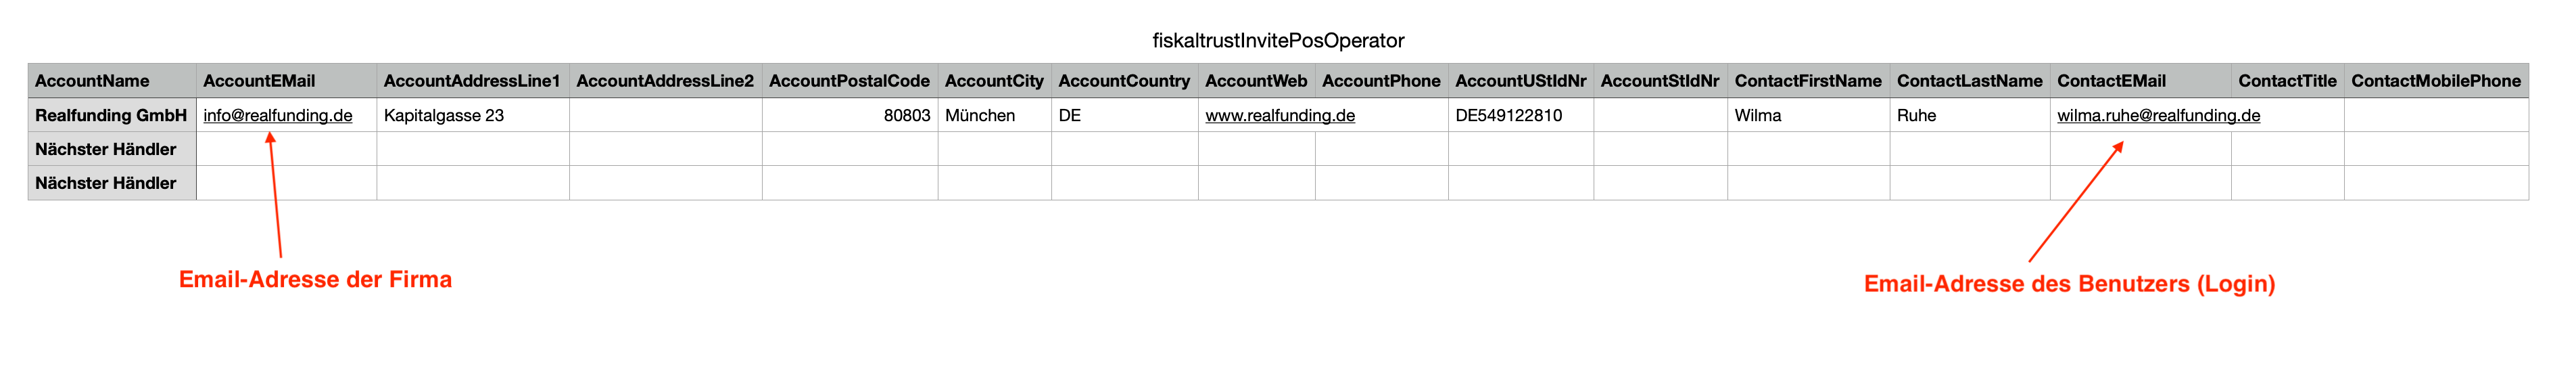 fiskaltrustInvitePosOperator
AccountName AccountEMail AccountAddressLine1 AccountAddressLine2 AccountPostalCode AccountCity AccountCountry AccountWeb AccountPhone AccountUStIdNr AccountStIdNr ContactFirstName ContactLastName ContactEMail ContactTitle ContactMobilePhone
Realfunding GmbH info@realfunding.de Kapitalgasse 23 80803 München DE www.realfunding.de DE549122810 Wilma Ruhe wilma.ruhe@realfunding.de
Nächster Händler
Nächster Händler
Email-Adresse der Firma
Email-Adresse des Benutzers (Login)